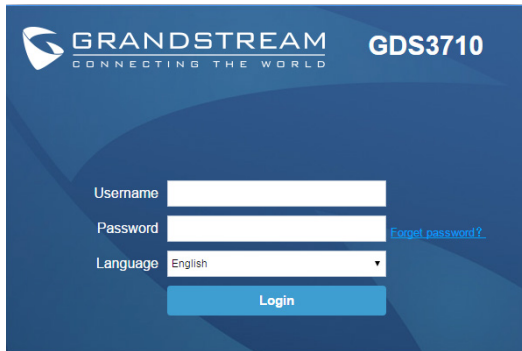 GRANDSTREAM GDS3710
CONNECTING THE WORLD
Username
Password
Forget password?
Language English
Login